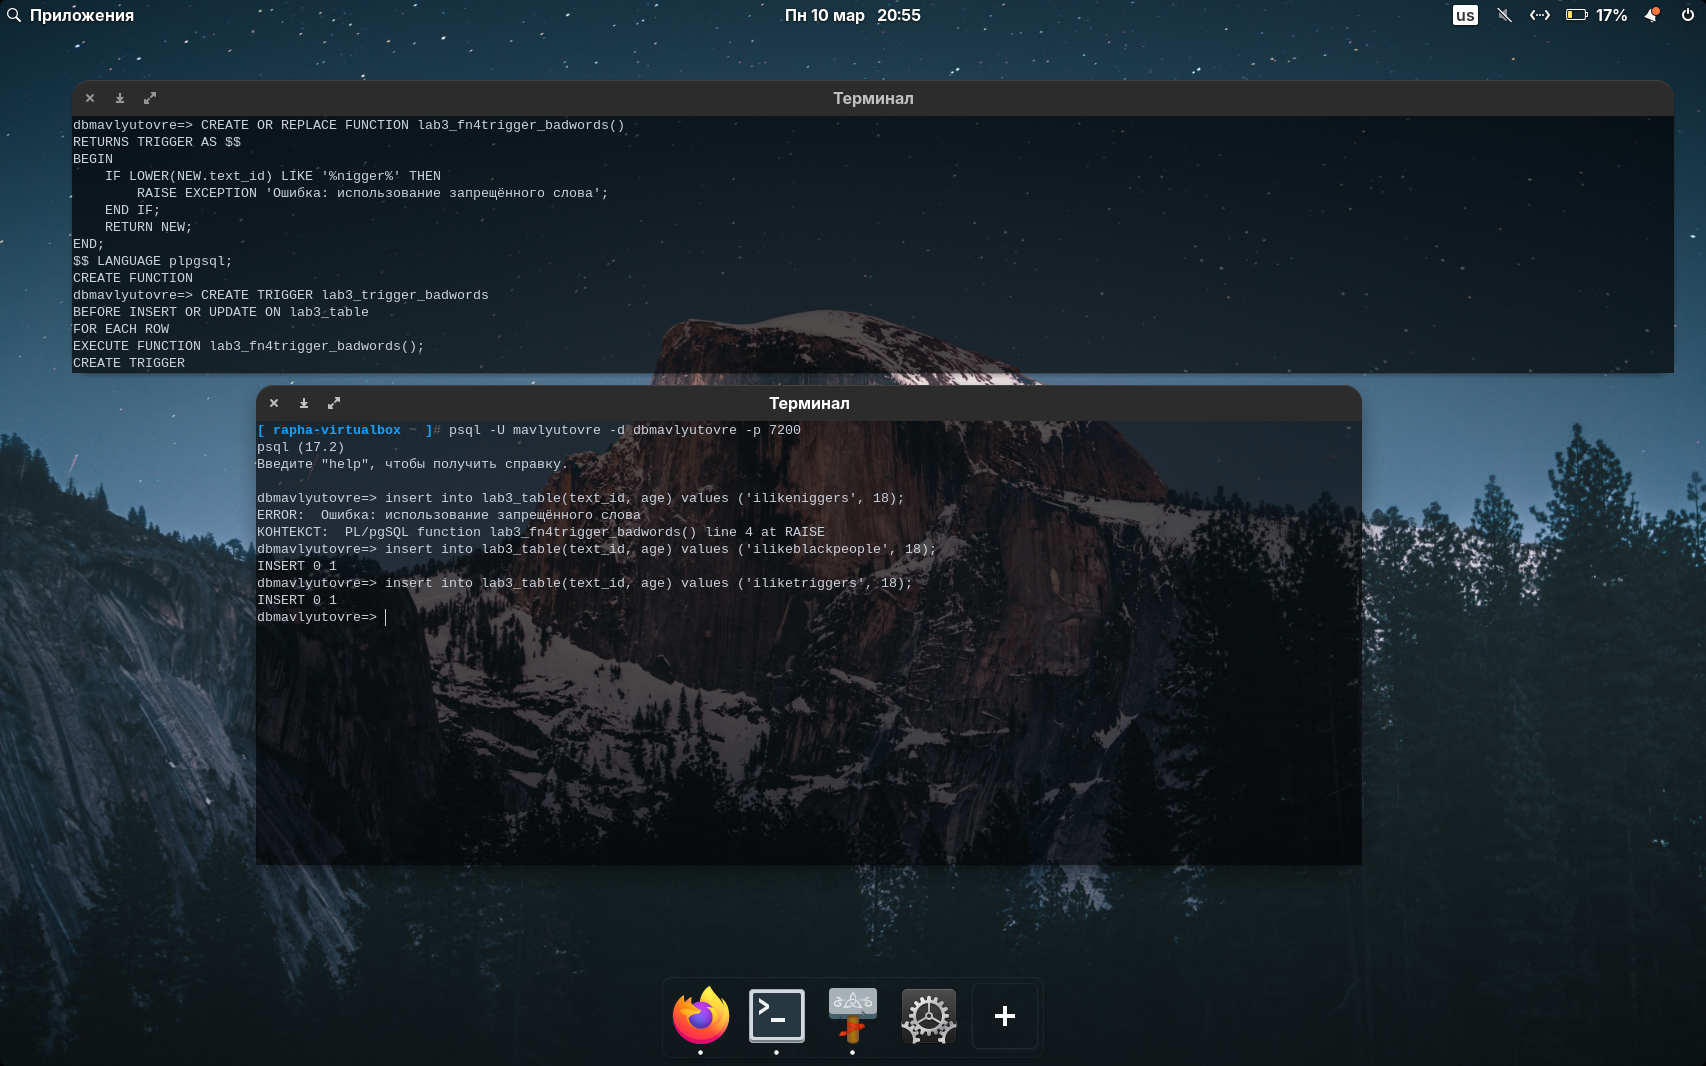 Приложения
Пн 10 мар 20:55
us
17%
Терминал
dbmavlyutovre=> CREATE OR REPLACE FUNCTION lab3_fn4trigger_badwords()
RETURNS TRIGGER AS $$
BEGIN
    IF LOWER(NEW.text_id) LIKE '%nigger%' THEN
        RAISE EXCEPTION 'Ошибка: использование запрещённого слова';
    END IF;
    RETURN NEW;
END;
$$ LANGUAGE plpgsql;
CREATE FUNCTION
dbmavlyutovre=> CREATE TRIGGER lab3_trigger_badwords
BEFORE INSERT OR UPDATE ON lab3_table
FOR EACH ROW
EXECUTE FUNCTION lab3_fn4trigger_badwords();
CREATE TRIGGER
Терминал
[ rapha-virtualbox ~ ]# psql -U mavlyutovre -d dbmavlyutovre -p 7200
psql (17.2)
Введите "help", чтобы получить справку.
dbmavlyutovre=> insert into lab3_table(text_id, age) values ('ilikeniggers', 18);
ERROR:  Ошибка: использование запрещённого слова
КОНТЕКСТ:  PL/pgSQL function lab3_fn4trigger_badwords() line 4 at RAISE
dbmavlyutovre=> insert into lab3_table(text_id, age) values ('ilikeblackpeople', 18);
INSERT 0 1
dbmavlyutovre=> insert into lab3_table(text_id, age) values ('iliketriggers', 18);
INSERT 0 1
dbmavlyutovre=>